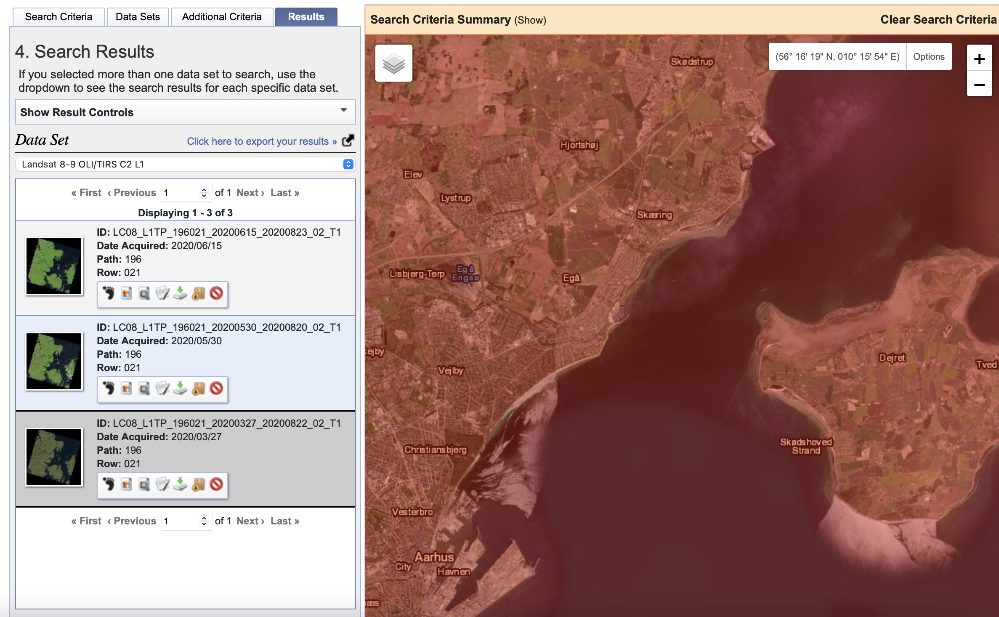 Search Criteria
Data Sets
Additional Criteria
Results
4. Search Results
If you selected more than one data set to search, use the
dropdown to see the search results for each specific data set.
Show Result Controls
Data Set
Click here to export your results »
Landsat 8-9 OLI/TIRS C2 L1
« First ‹ Previous 1 of 1 Next › Last »
Displaying 1 - 3 of 3
ID: LC08_L1TP_196021_20200615_20200823_02_T1
Date Acquired: 2020/06/15
Path: 196
Row: 021
ID: LC08_L1TP_196021_20200530_20200820_02_T1
Date Acquired: 2020/05/30
Path: 196
Row: 021
ID: LC08_L1TP_196021_20200327_20200822_02_T1
Date Acquired: 2020/03/27
Path: 196
Row: 021
« First ‹ Previous 1 of 1 Next › Last »
Search Criteria Summary (Show)
Clear Search Criteria
(56° 16' 19" N, 010° 15' 54" E)
Options
+
−
Skødstrup
Hjortshøj
Elev
Lystrup
Skæring
Lisbjerg-Terp
Egå
Engsø
Egå
kejby
Vejlby
Dejret
Tved
Christiansbjerg
Skødshoved
Strand
Vesterbro
Aarhus
City
Havnen
æs